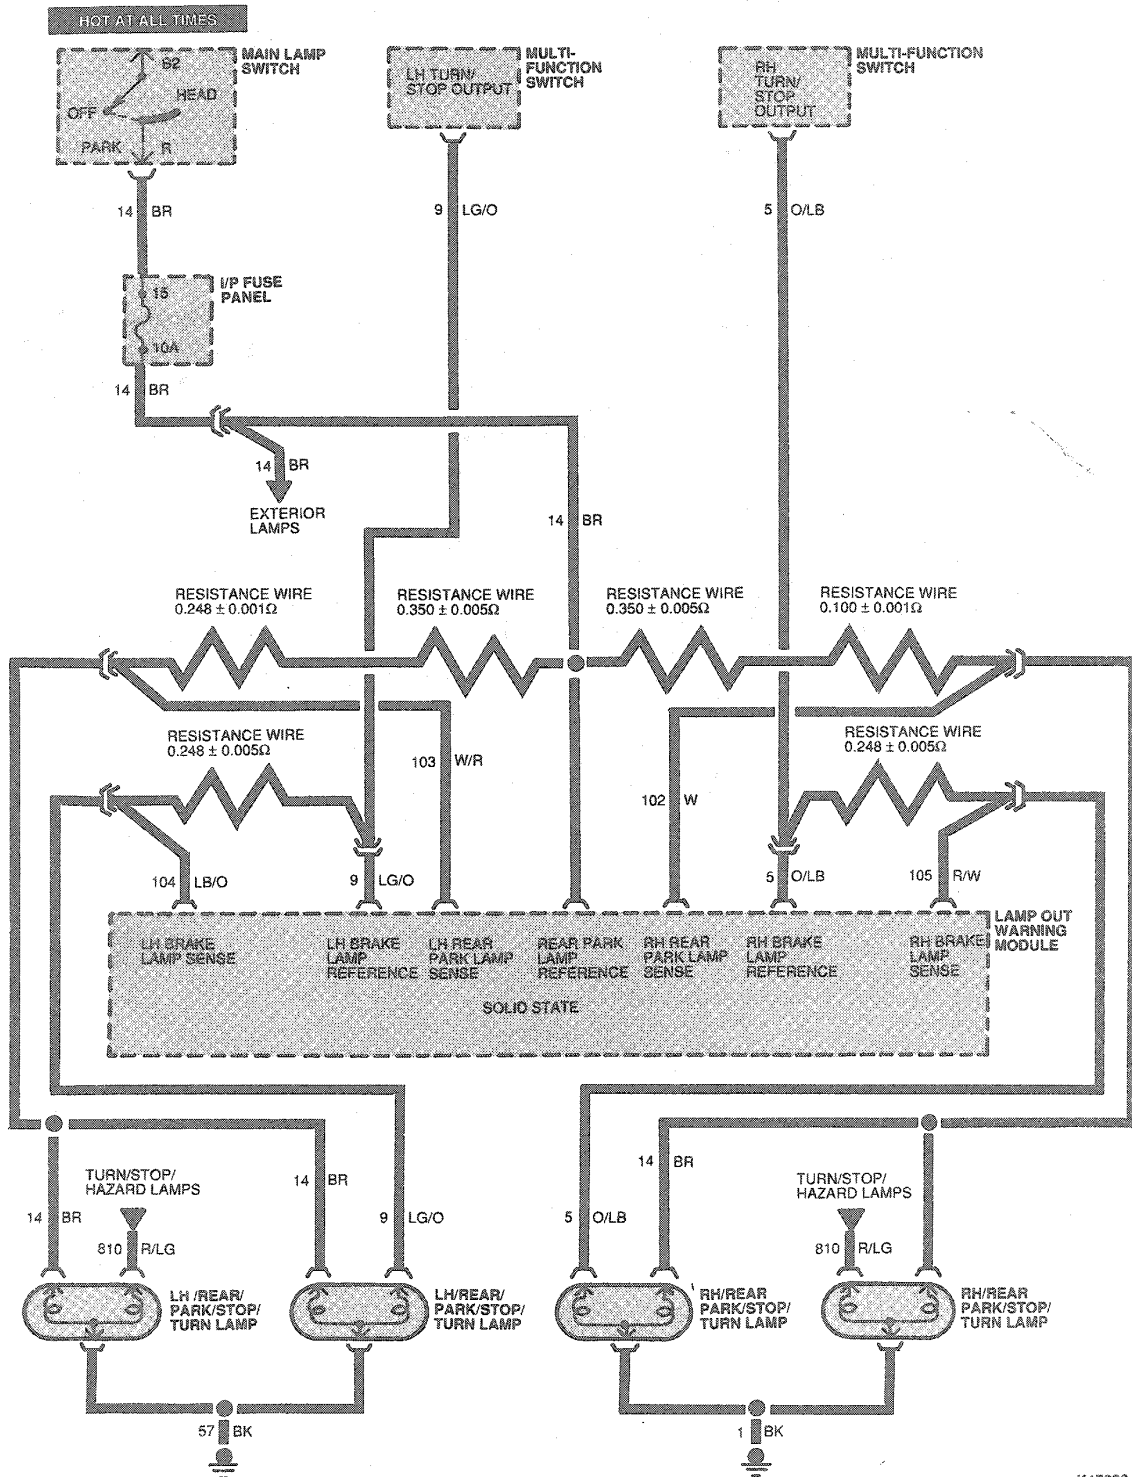 HOT AT ALL TIMES
MAIN LAMP
SWITCH
B2
OFF
HEAD
PARK
R
MULTI-
FUNCTION
SWITCH
LH TURN/
STOP OUTPUT
MULTI-FUNCTION
SWITCH
RH
TURN/
STOP
OUTPUT
14 BR
9 LG/O
5 O/LB
I/P FUSE
PANEL
15
10A
14 BR
14 BR
EXTERIOR
LAMPS
14 BR
RESISTANCE WIRE
0.248 ± 0.001Ω
RESISTANCE WIRE
0.350 ± 0.005Ω
RESISTANCE WIRE
0.350 ± 0.005Ω
RESISTANCE WIRE
0.100 ± 0.001Ω
RESISTANCE WIRE
0.248 ± 0.005Ω
RESISTANCE WIRE
0.248 ± 0.005Ω
103 W/R
102 W
104 LB/O
9 LG/O
5 O/LB
105 R/W
LAMP OUT
WARNING
MODULE
LH BRAKE
LAMP SENSE
LH BRAKE
LAMP
REFERENCE
LH REAR
PARK LAMP
SENSE
REAR PARK
LAMP
REFERENCE
RH REAR
PARK LAMP
SENSE
RH BRAKE
LAMP
REFERENCE
RH BRAKE
LAMP
SENSE
SOLID STATE
TURN/STOP/
HAZARD LAMPS
14 BR
810 R/LG
14 BR
9 LG/O
5 O/LB
14 BR
TURN/STOP/
HAZARD LAMPS
810 R/LG
LH /REAR/
PARK/STOP/
TURN LAMP
LH/REAR/
PARK/STOP/
TURN LAMP
RH/REAR
PARK/STOP/
TURN LAMP
RH/REAR
PARK/STOP/
TURN LAMP
57 BK
1 BK